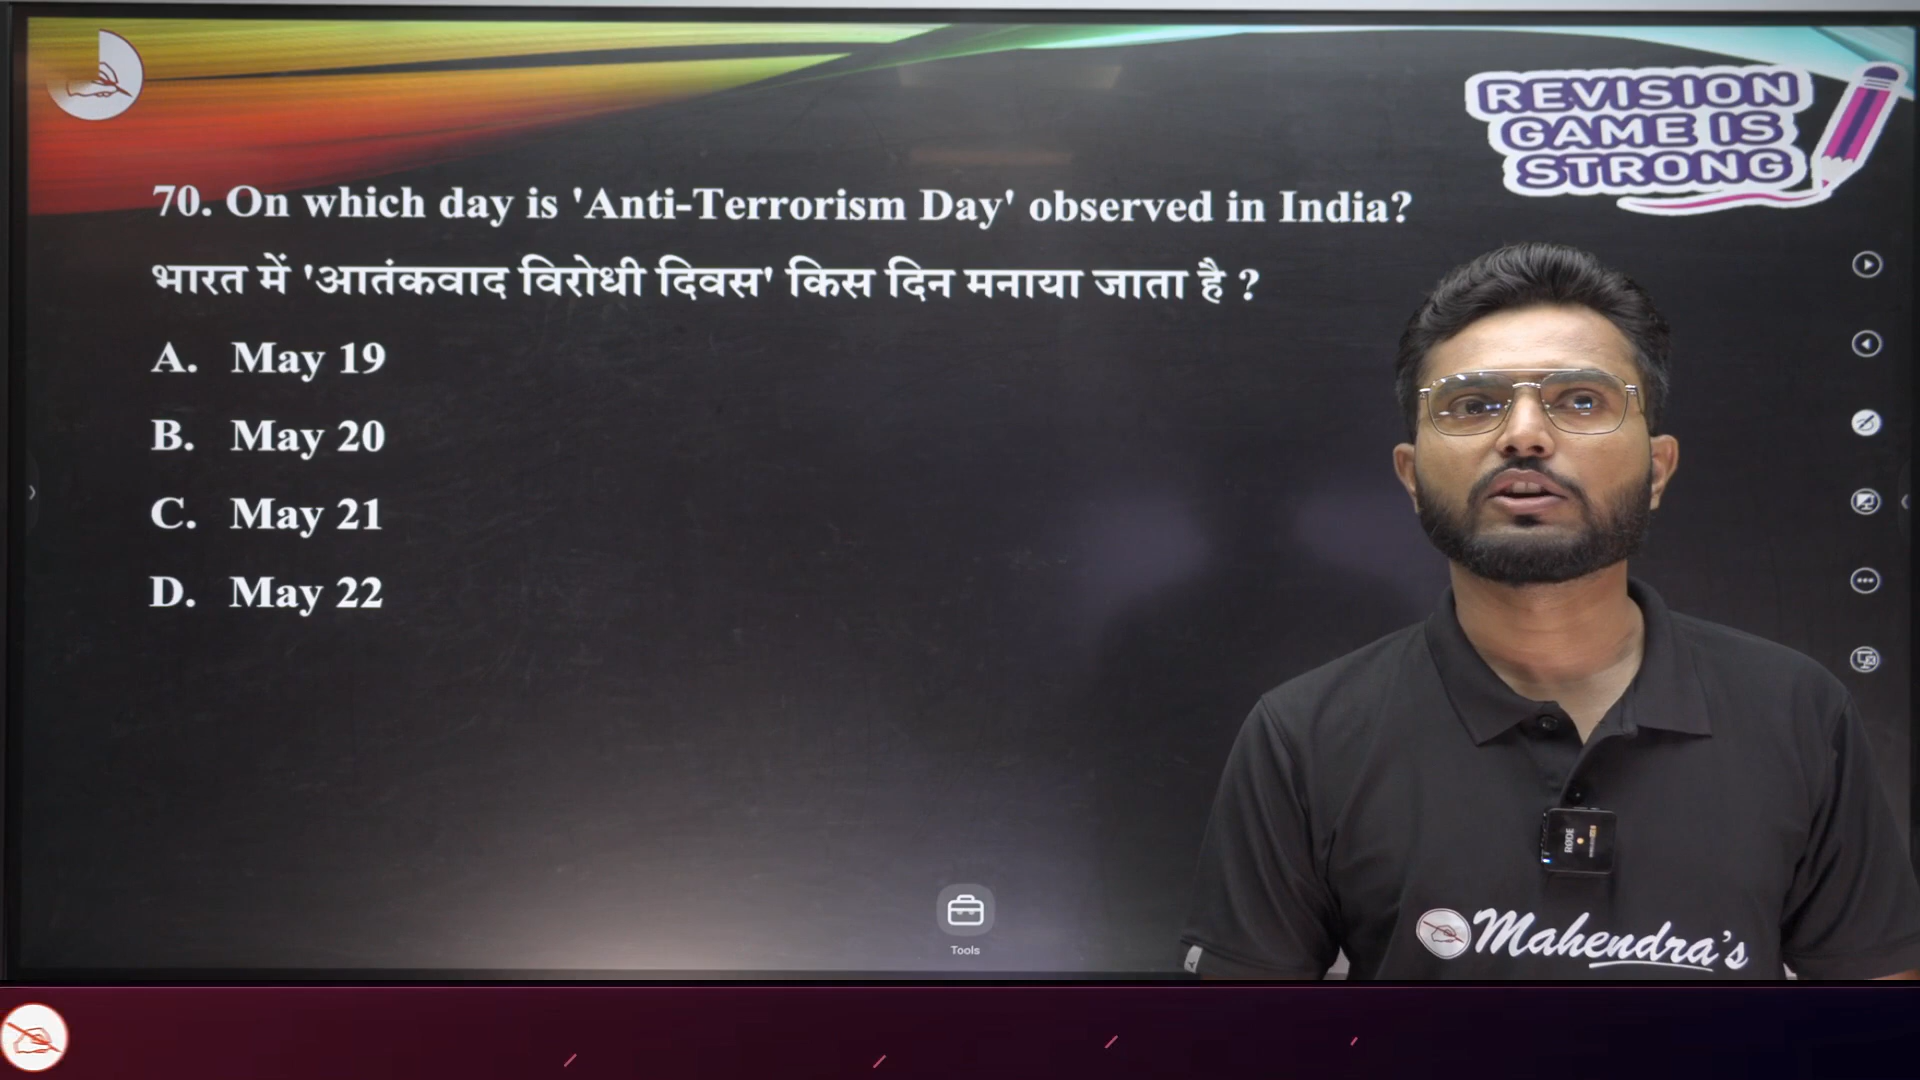 REVISION
GAME IS
STRONG
70. On which day is 'Anti-Terrorism Day' observed in India?
भारत में 'आतंकवाद विरोधी दिवस' किस दिन मनाया जाता है ?
A. May 19
B. May 20
C. May 21
D. May 22
RØDE
Mahendra's
Tools